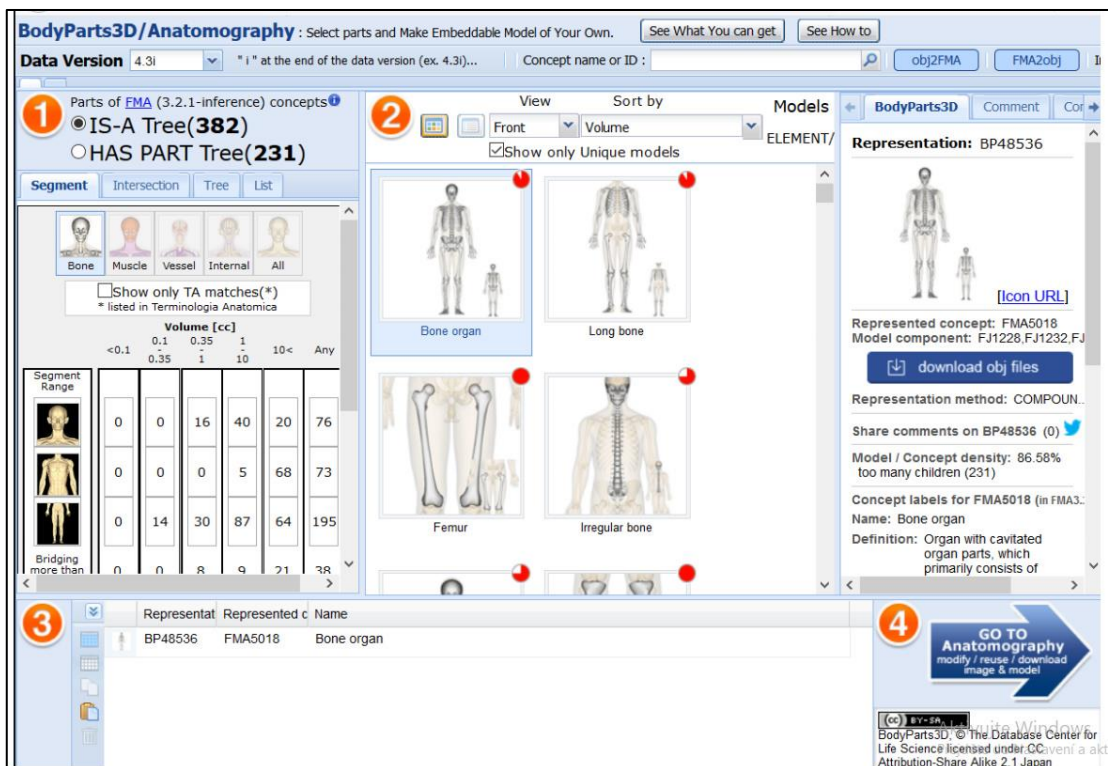 BodyParts3D/Anatomography : Select parts and Make Embeddable Model of Your Own. See What You can get See How to
Data Version 4.3i " i " at the end of the data version (ex. 4.3i)... Concept name or ID : obj2FMA FMA2obj
1 Parts of FMA (3.2.1-inference) concepts
IS-A Tree(382)
HAS PART Tree(231)
Segment Intersection Tree List
Bone Muscle Vessel Internal All
Show only TA matches(*)
* listed in Terminologia Anatomica
Volume [cc]
<0.1 0.1 - 0.35 0.35 - 1 1 - 10 10< Any
Segment
Range
0 0 16 40 20 76
0 0 0 5 68 73
0 14 30 87 64 195
Bridging
more than
0 0 8 9 21 38
2 View Sort by Models
Front Volume ELEMENT/
Show only Unique models
Bone organ Long bone
Femur Irregular bone
BodyParts3D Comment Cor
Representation: BP48536
[Icon URL]
Represented concept: FMA5018
Model component: FJ1228,FJ1232,FJ
download obj files
Representation method: COMPOUN..
Share comments on BP48536 (0)
Model / Concept density: 86.58%
too many children (231)
Concept labels for FMA5018 (in FMA3..
Name: Bone organ
Definition: Organ with cavitated
organ parts, which
primarily consists of
3 Representat Represented c Name
BP48536 FMA5018 Bone organ
4 GO TO
Anatomography
modify / reuse / download
image & model
(cc) BY-SA
BodyParts3D, © The Database Center for
Life Science licensed under CC
Attribution-Share Alike 2.1 Japan